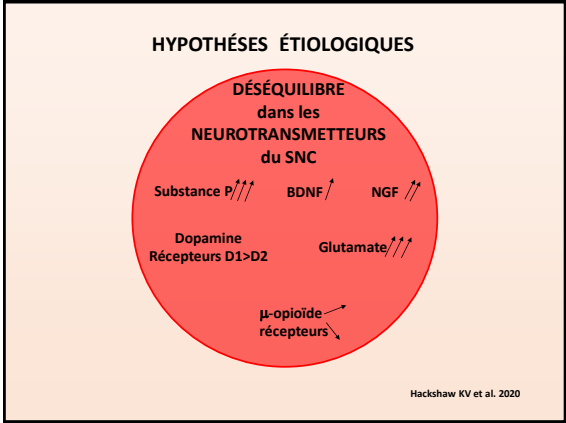 HYPOTHÉSES ÉTIOLOGIQUES
DÉSÉQUILIBRE
dans les
NEUROTRANSMETTEURS
du SNC
Substance P BDNF NGF
Dopamine
Récepteurs D1>D2
Glutamate
µ-opioïde
récepteurs
Hackshaw KV et al. 2020